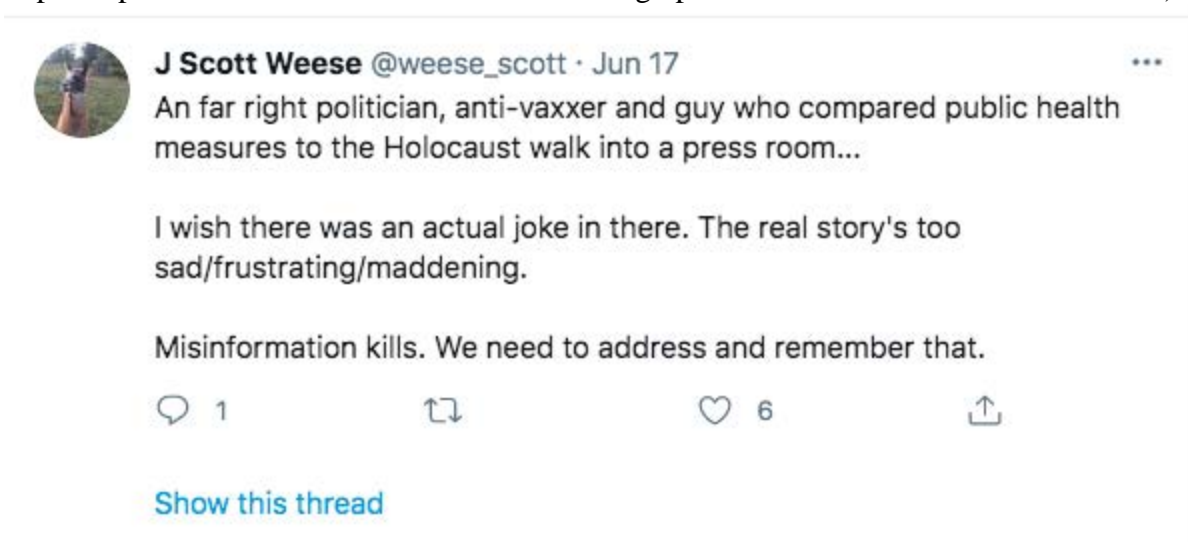 J Scott Weese @weese_scott · Jun 17
An far right politician, anti-vaxxer and guy who compared public health
measures to the Holocaust walk into a press room...
I wish there was an actual joke in there. The real story's too
sad/frustrating/maddening.
Misinformation kills. We need to address and remember that.
1 6
Show this thread